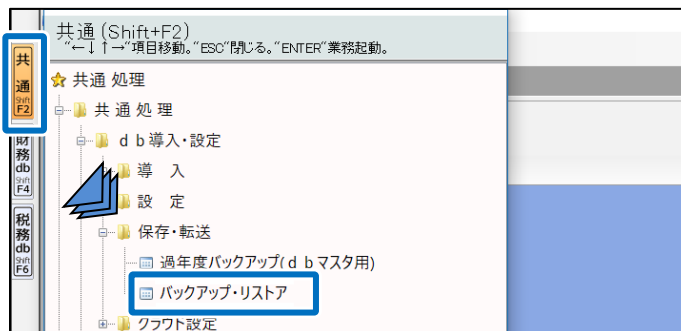 共通 (Shift+F2)
“←↓↑→”項目移動。“ESC”閉じる。“ENTER”業務起動。
共
通
Shift
F2
財
務
db
Shift
F4
税
務
db
Shift
F6
共通 処理
共 通 処 理
ｄｂ導入・設定
導　入
設　定
保存・転送
過年度バックアップ(ｄｂマスタ用)
バックアップ・リストア
クラウト設定